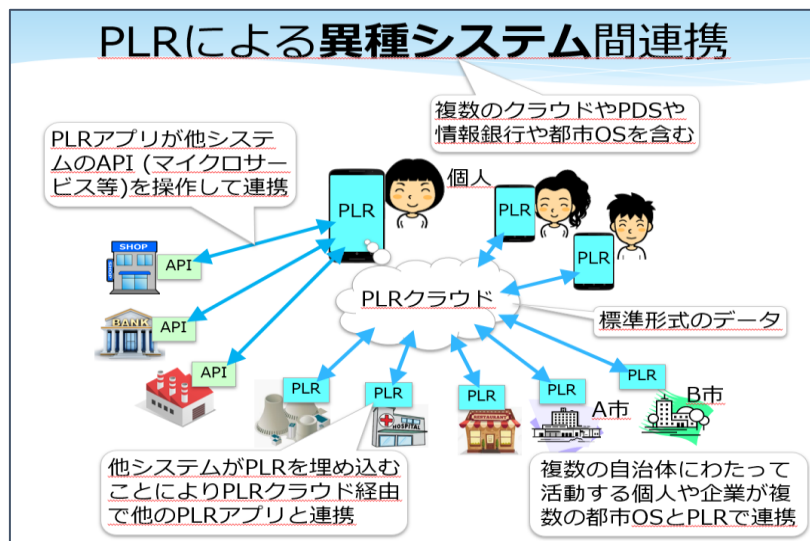 PLRによる異種システム間連携
複数のクラウドやPDSや
情報銀行や都市OSを含む
PLRアプリが他システ
ムのAPI (マイクロサー
ビス等)を操作して連携
個人
PLR
PLR
PLR
SHOP
API
BANK
API
API
PLRクラウド
標準形式のデータ
PLR
PLR
PLR
PLR
PLR
HOSPITAL
RESTAURANT
A市
B市
他システムがPLRを埋め込む
ことによりPLRクラウド経由
で他のPLRアプリと連携
複数の自治体にわたって
活動する個人や企業が複
数の都市OSとPLRで連携